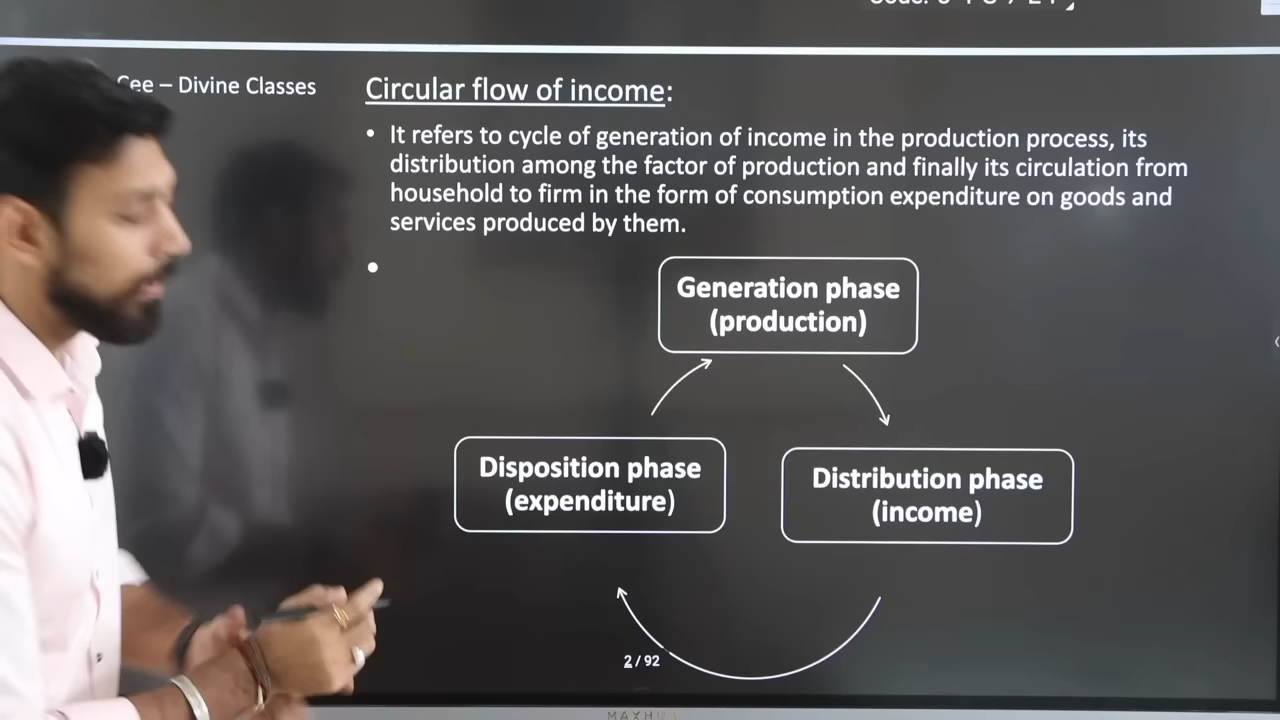 Cee – Divine Classes
Circular flow of income:
• It refers to cycle of generation of income in the production process, its
distribution among the factor of production and finally its circulation from
household to firm in the form of consumption expenditure on goods and
services produced by them.
•
Generation phase
(production)
Disposition phase
(expenditure)
Distribution phase
(income)
2 / 92